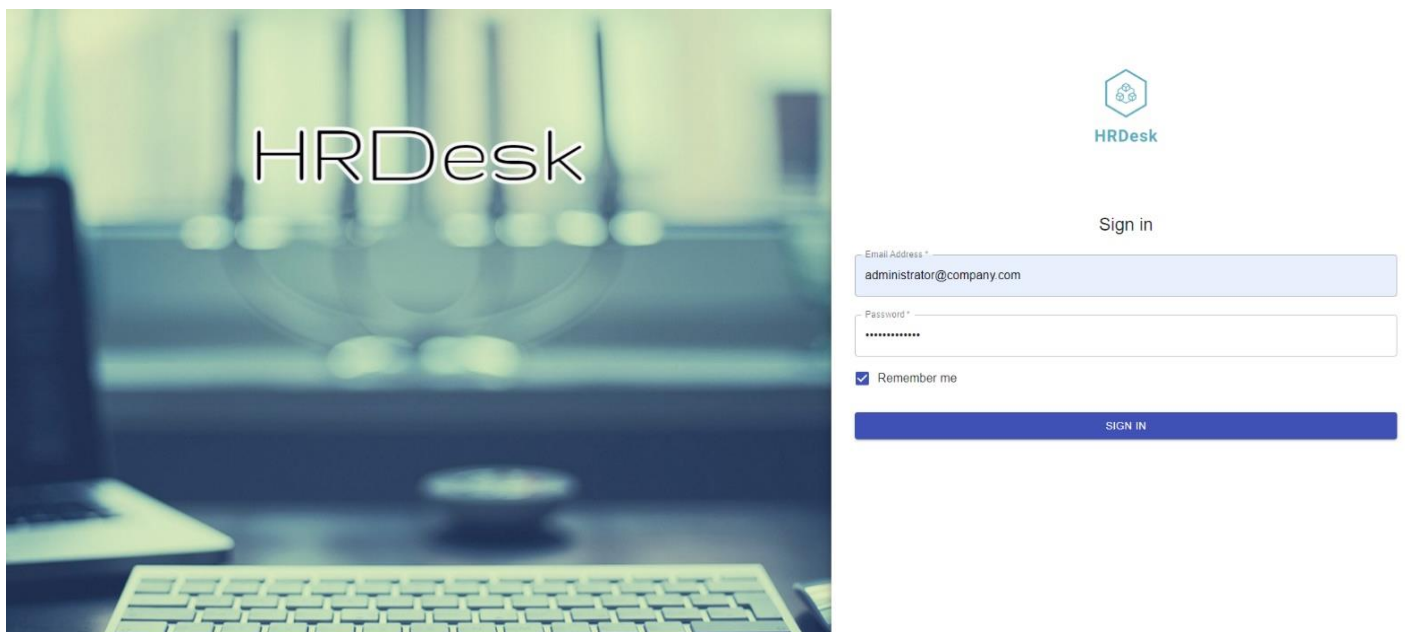 HRDesk
HRDesk
Sign in
Email Address *
administrator@company.com
Password *
•••••••••••••
Remember me
SIGN IN